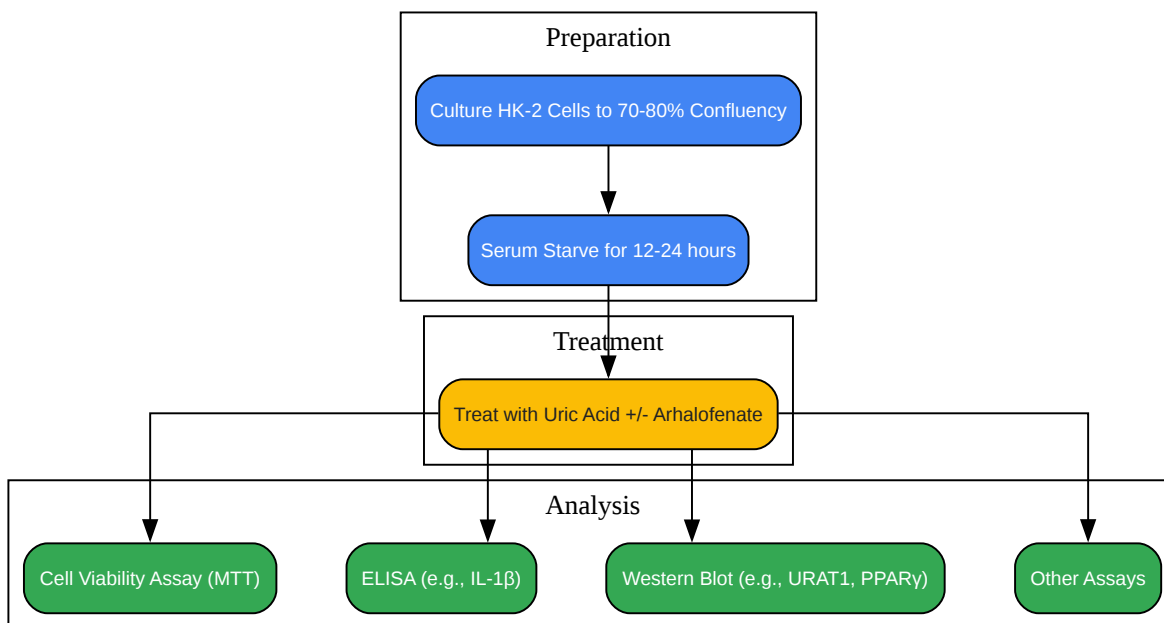 Preparation
Culture HK-2 Cells to 70-80% Confluency
Serum Starve for 12-24 hours
Treatment
Treat with Uric Acid +/- Arhalofenate
Analysis
Cell Viability Assay (MTT)
ELISA (e.g., IL-1β)
Western Blot (e.g., URAT1, PPARγ)
Other Assays